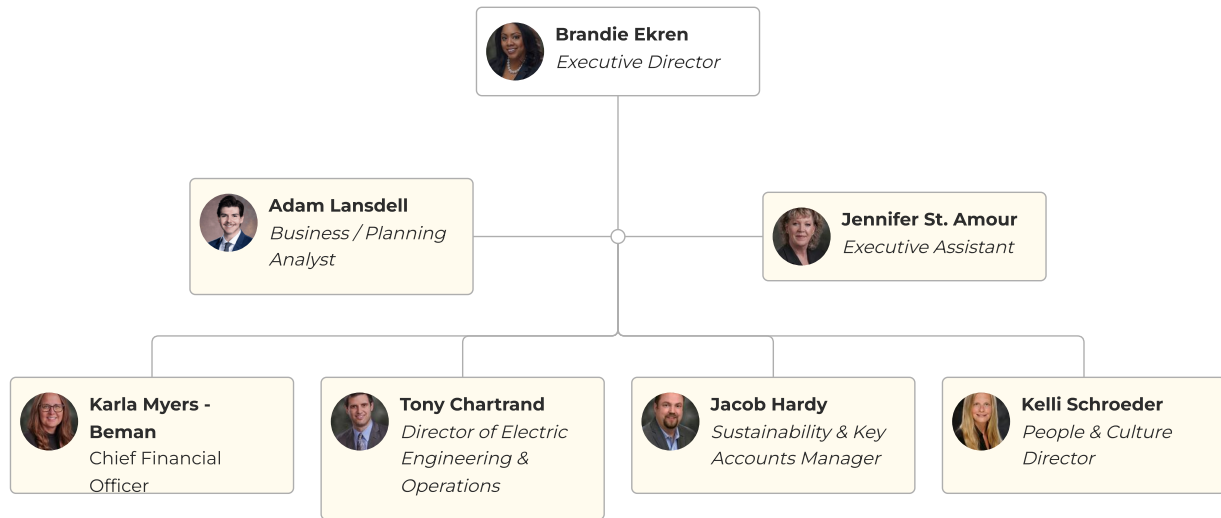 Brandie Ekren
Executive Director
Adam Lansdell
Business / Planning
Analyst
Jennifer St. Amour
Executive Assistant
Karla Myers -
Beman
Chief Financial
Officer
Tony Chartrand
Director of Electric
Engineering &
Operations
Jacob Hardy
Sustainability & Key
Accounts Manager
Kelli Schroeder
People & Culture
Director